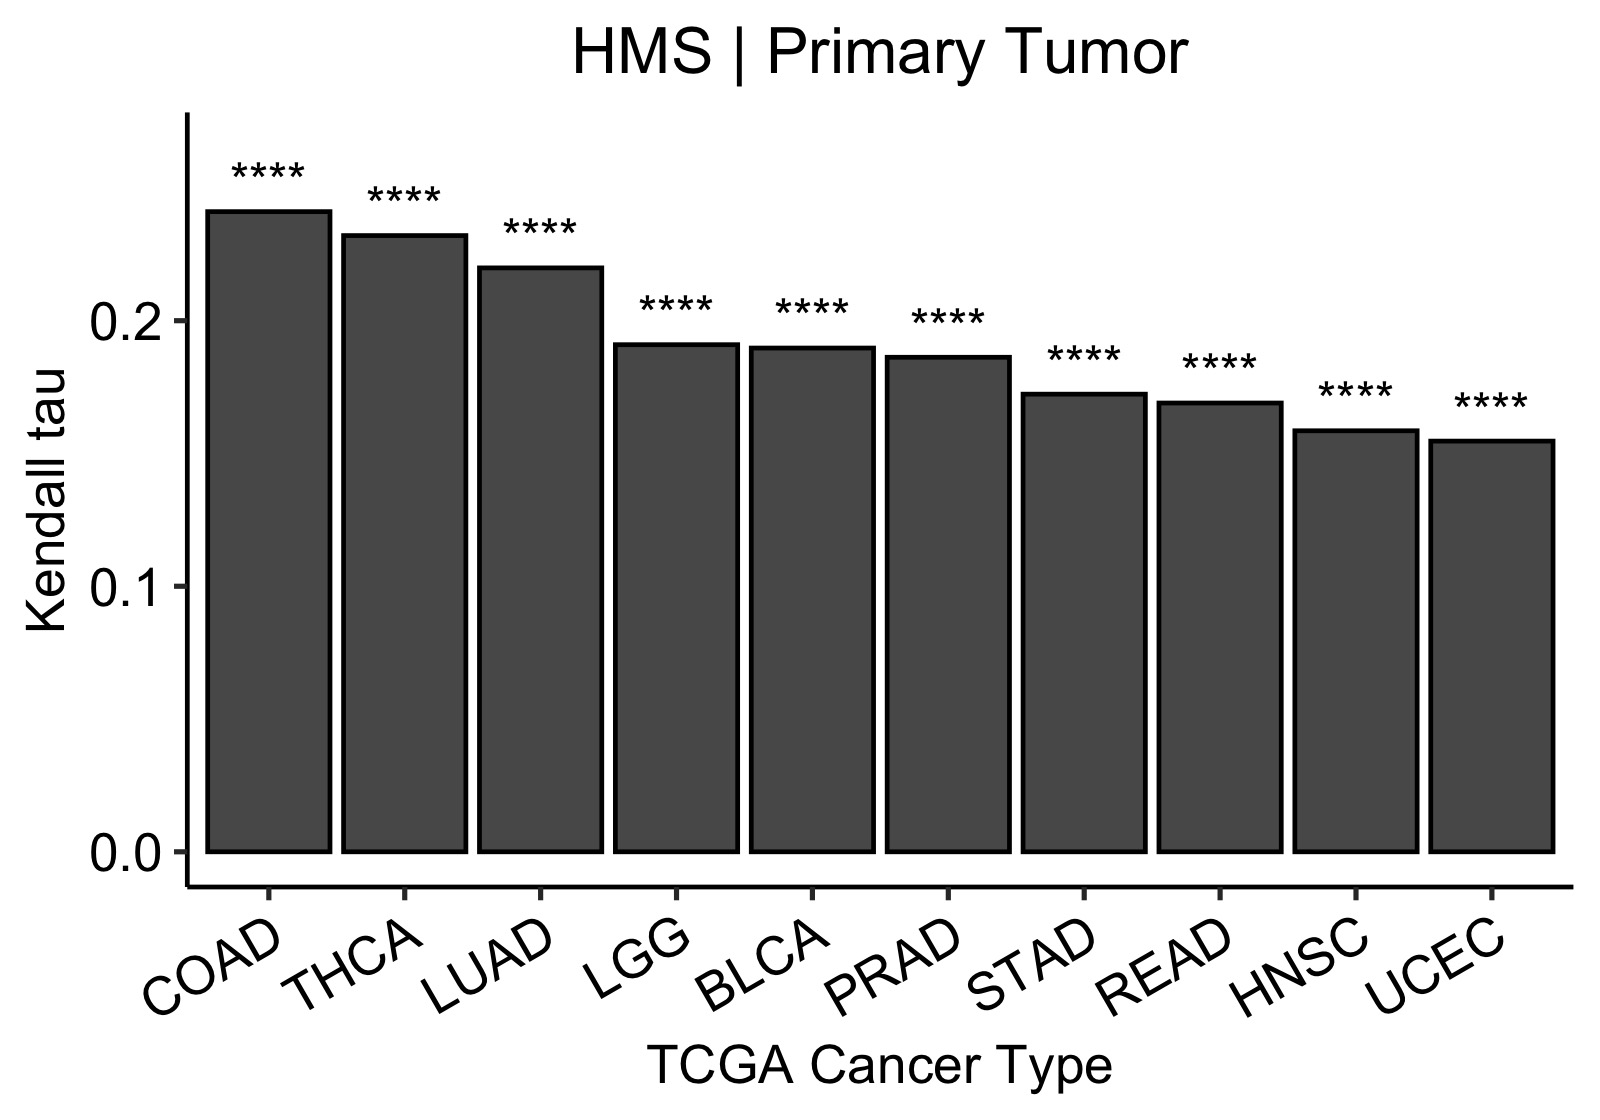 HMS | Primary Tumor
**** **** **** **** **** **** **** **** **** ****
Kendall tau
0.2
0.1
0.0
COAD THCA LUAD LGG BLCA PRAD STAD READ HNSC UCEC
TCGA Cancer Type